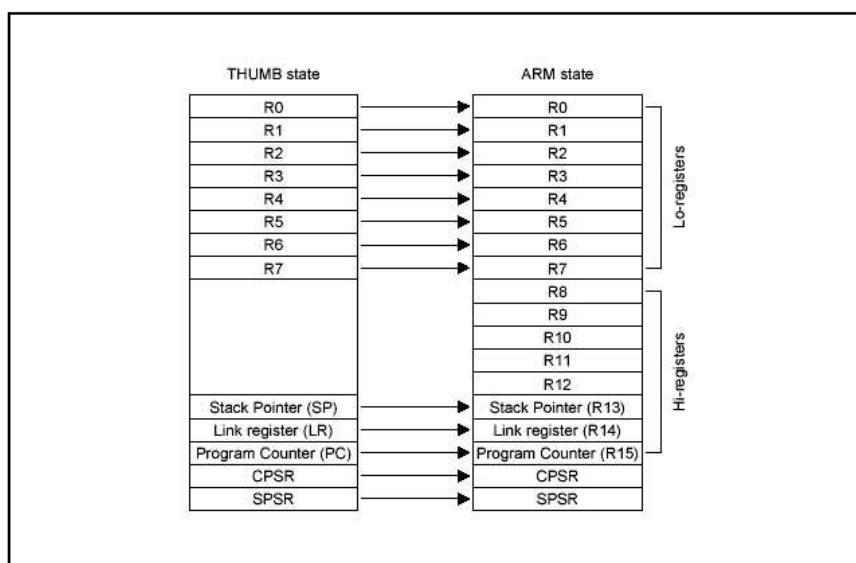 THUMB state
ARM state
R0 R0
R1 R1
R2 R2
R3 R3
R4 R4
R5 R5
R6 R6
R7 R7
R8
R9
R10
R11
R12
Stack Pointer (SP) Stack Pointer (R13)
Link register (LR) Link register (R14)
Program Counter (PC) Program Counter (R15)
CPSR CPSR
SPSR SPSR
Lo-registers
Hi-registers